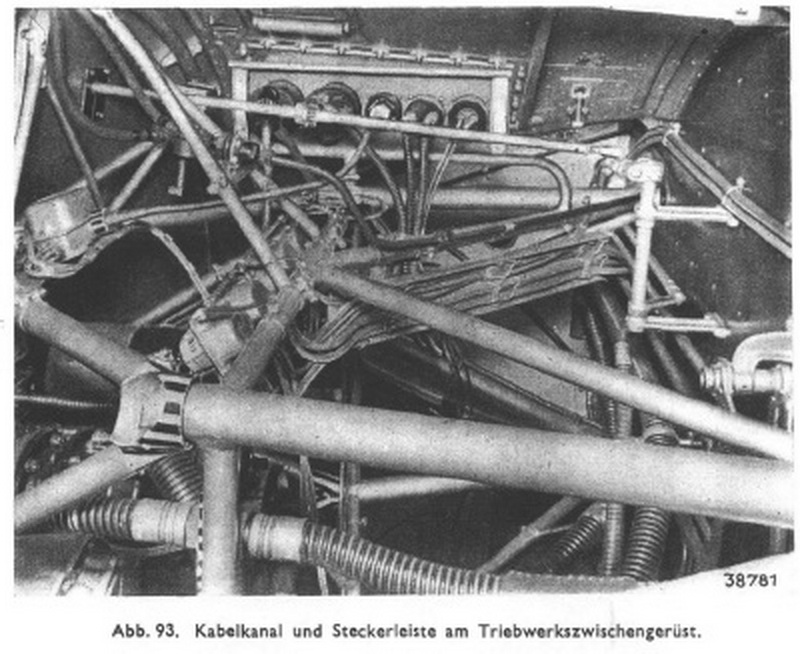 38781
Abb. 93. Kabelkanal und Steckerleiste am Triebwerkszwischengerüst.